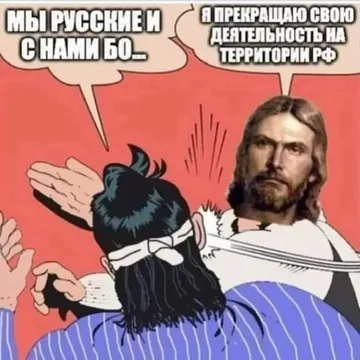 МЫ РУССКИЕ И
С НАМИ БО...
Я ПРЕКРАЩАЮ СВОЮ
ДЕЯТЕЛЬНОСТЬ НА
ТЕРРИТОРИИ РФ